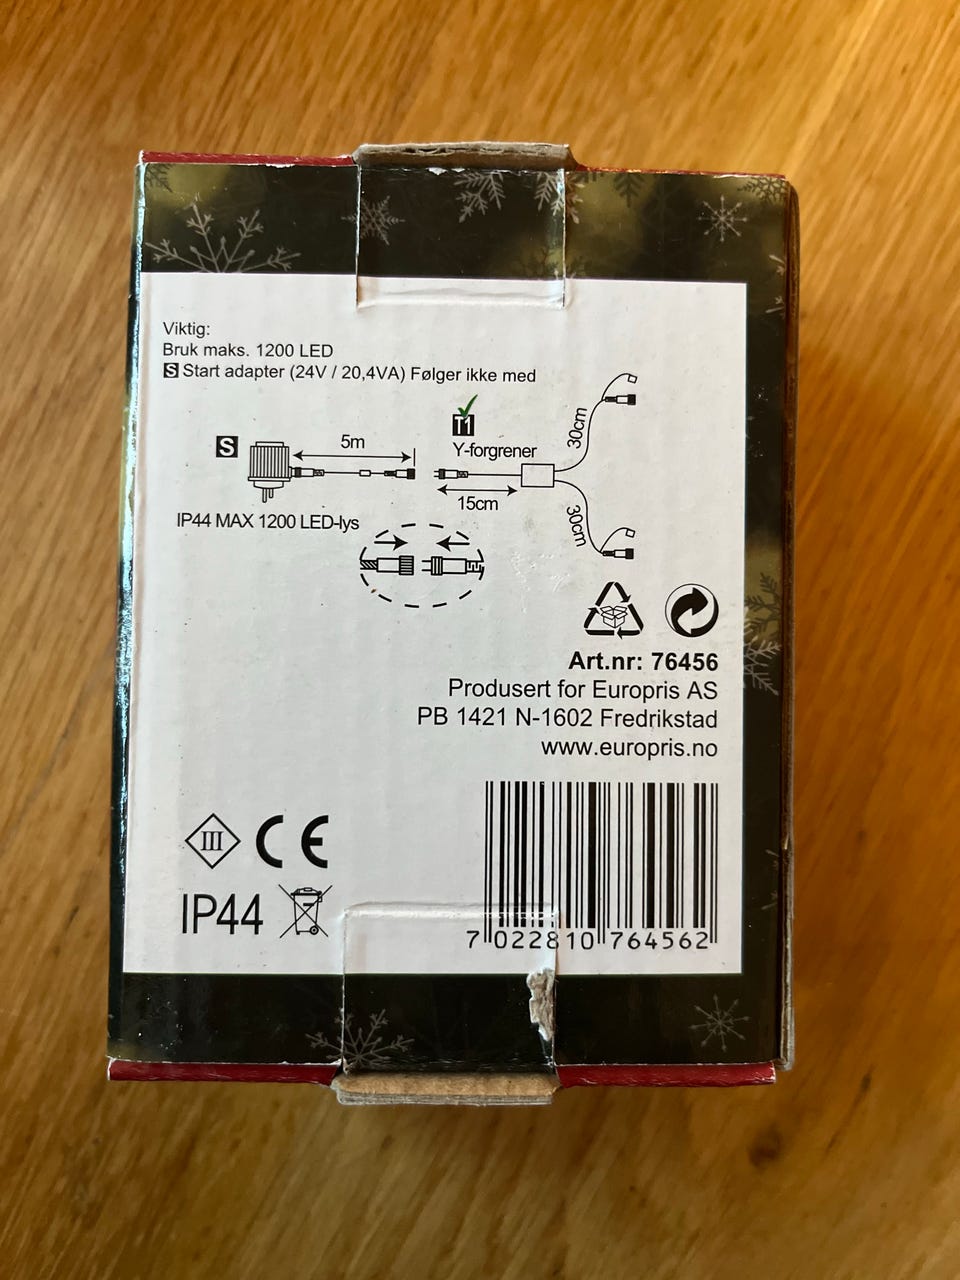 Viktig:
Bruk maks. 1200 LED
S Start adapter (24V / 20,4VA) Følger ikke med
S
5m
T1
Y-forgrener
30cm
15cm
30cm
IP44 MAX 1200 LED-lys
Art.nr: 76456
Produsert for Europris AS
PB 1421 N-1602 Fredrikstad
www.europris.no
III CE
IP44
7 022810 764562